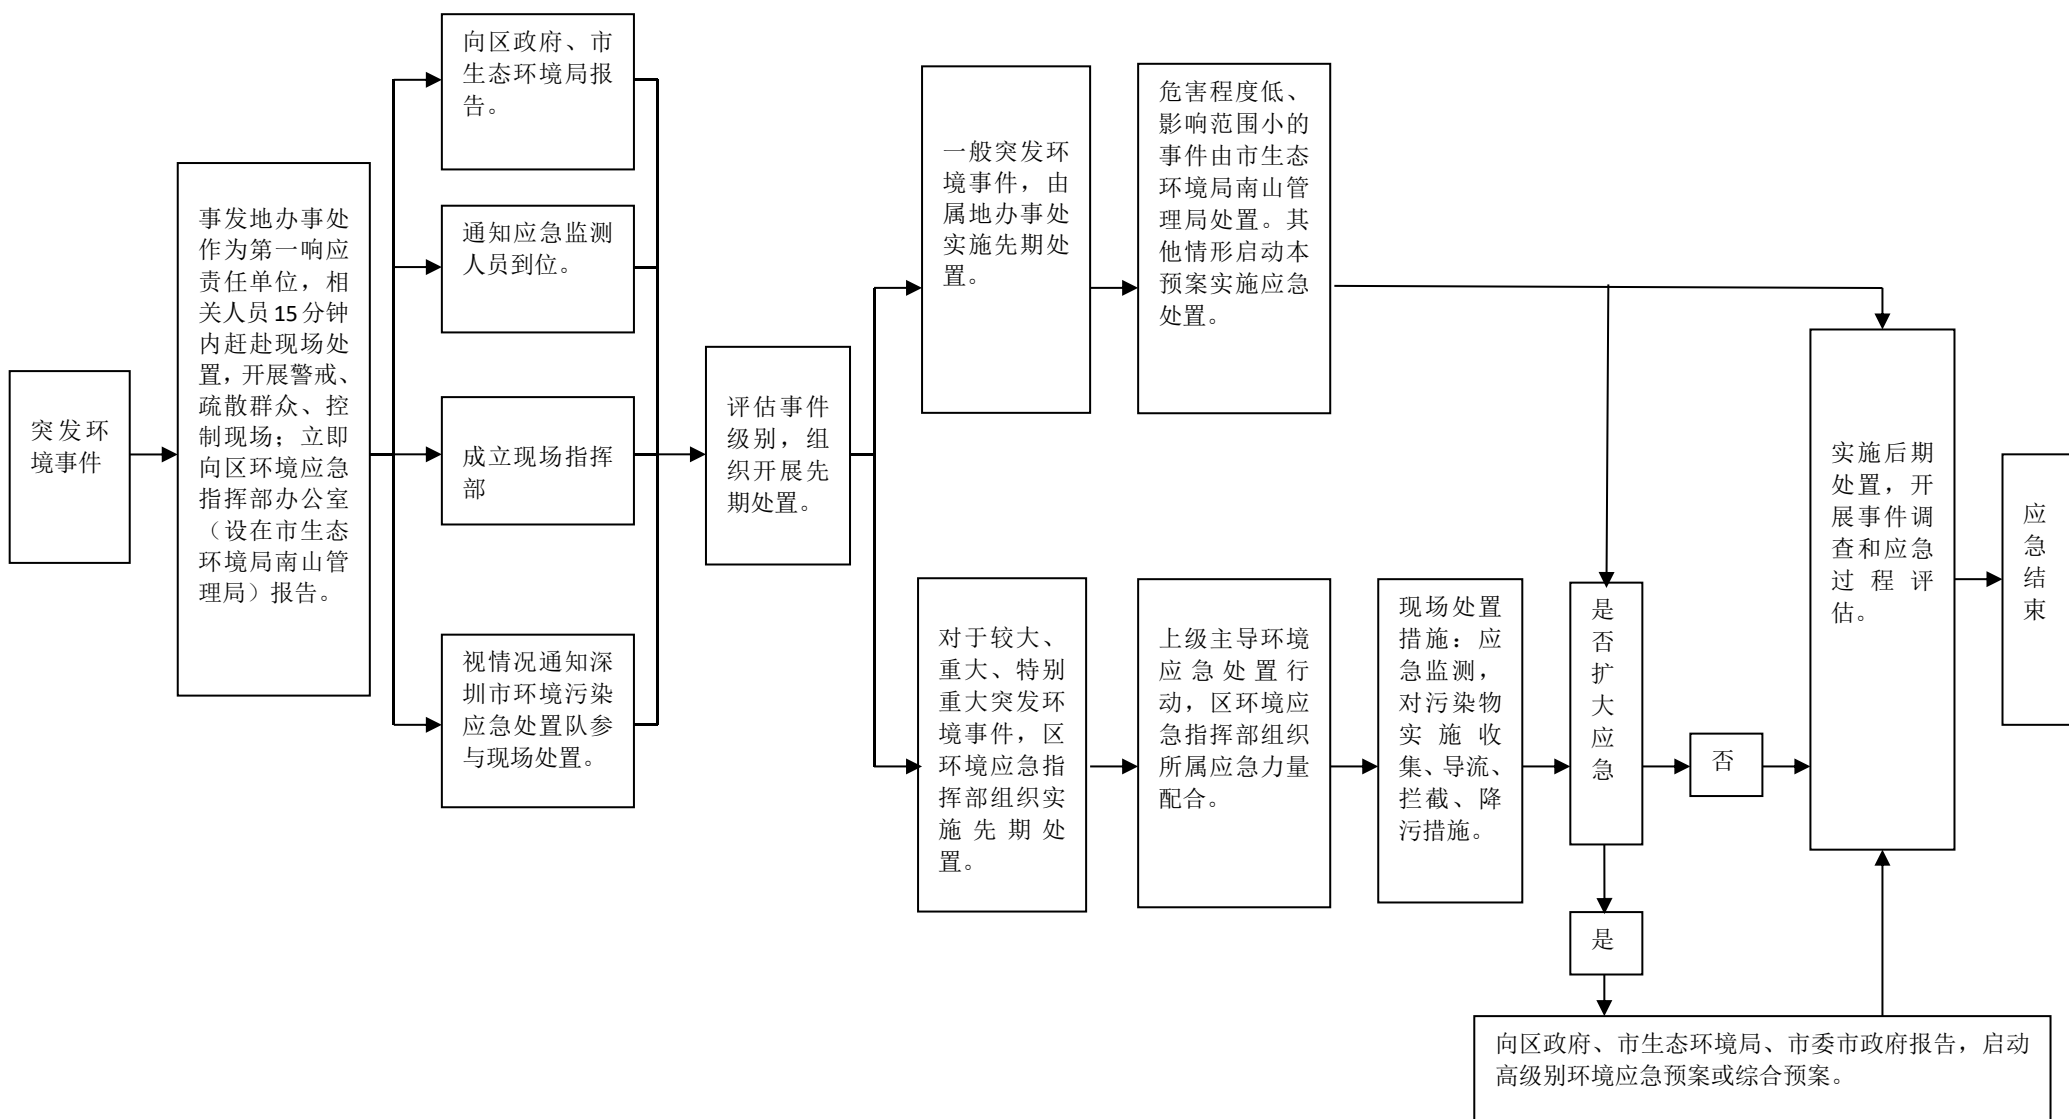 突发环
境事件
事发地办事处
作为第一响应
责任单位，相
关人员15分钟
内赶赴现场处
置，开展警戒、
疏散群众、控
制现场；立即
向区环境应急
指挥部办公室
（设在市生态
环境局南山管
理局）报告。
向区政府、市
生态环境局报
告。
通知应急监测
人员到位。
成立现场指挥
部
视情况通知深
圳市环境污染
应急处置队参
与现场处置。
评估事件
级别，组
织开展先
期处置。
一般突发环
境事件，由
属地办事处
实施先期处
置。
危害程度低、
影响范围小的
事件由市生态
环境局南山管
理局处置。其
他情形启动本
预案实施应急
处置。
对于较大、
重大、特别
重大突发环
境事件，区
环境应急指
挥部组织实
施先期处
置。
上级主导环境
应急处置行
动，区环境应
急指挥部组织
所属应急力量
配合。
现场处置
措施：应
急监测，
对污染物
实施收
集、导流、
拦截、降
污措施。
是
否
扩
大
应
急
否
是
向区政府、市生态环境局、市委市政府报告，启动
高级别环境应急预案或综合预案。
实施后期
处置，开
展事件调
查和应急
过程评
估。
应
急
结
束